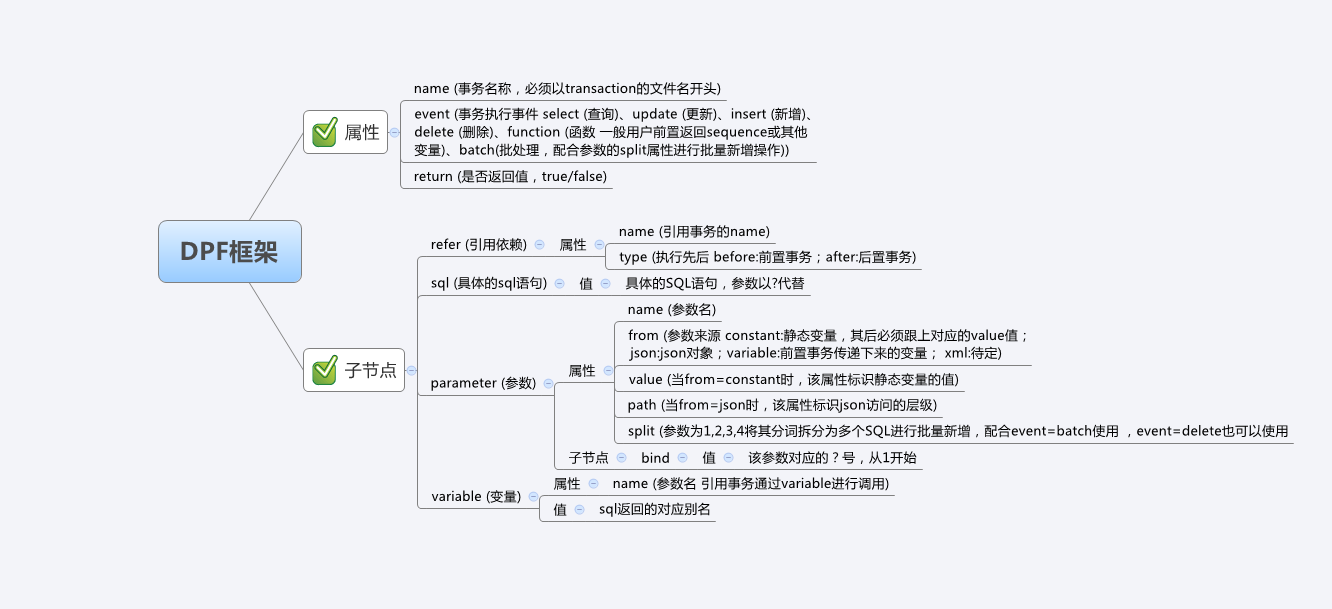 name (事务名称，必须以transaction的文件名开头)
event (事务执行事件 select (查询)、update (更新)、insert (新增)、
delete (删除)、function (函数 一般用户前置返回sequence或其他
变量)、batch(批处理，配合参数的split属性进行批量新增操作))
return (是否返回值，true/false)
属性
DPF框架
子节点
refer (引用依赖)
属性
name (引用事务的name)
type (执行先后 before:前置事务；after:后置事务)
sql (具体的sql语句)
值
具体的SQL语句，参数以?代替
parameter (参数)
属性
name (参数名)
from (参数来源 constant:静态变量，其后必须跟上对应的value值；
json:json对象；variable:前置事务传递下来的变量； xml:待定)
value (当from=constant时，该属性标识静态变量的值)
path (当from=json时，该属性标识json访问的层级)
split (参数为1,2,3,4将其分词拆分为多个SQL进行批量新增，配合event=batch使用 ，event=delete也可以使用
子节点
bind
值
该参数对应的？号，从1开始
variable (变量)
属性
name (参数名 引用事务通过variable进行调用)
值
sql返回的对应别名